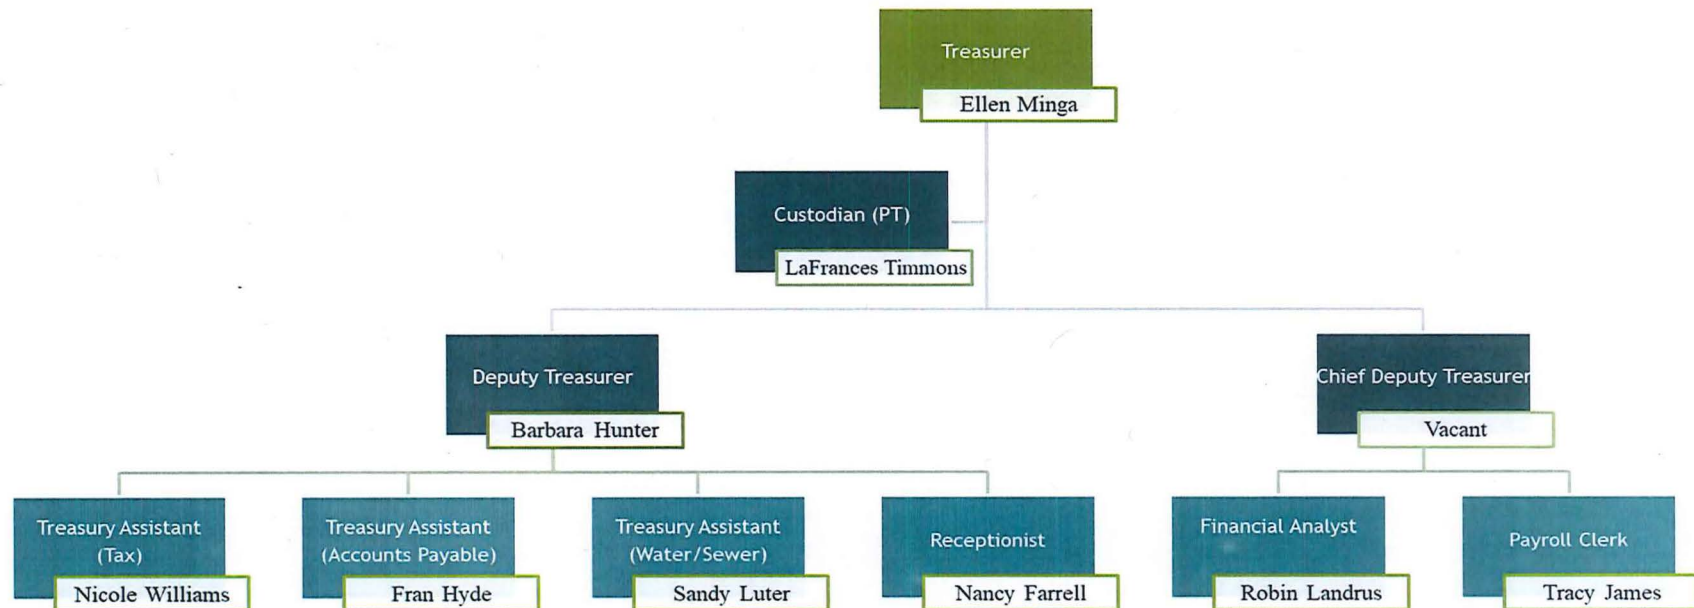 Treasurer
Ellen Minga
Custodian (PT)
LaFrances Timmons
Deputy Treasurer
Barbara Hunter
Chief Deputy Treasurer
Vacant
Treasury Assistant
(Tax)
Nicole Williams
Treasury Assistant
(Accounts Payable)
Fran Hyde
Treasury Assistant
(Water/Sewer)
Sandy Luter
Receptionist
Nancy Farrell
Financial Analyst
Robin Landrus
Payroll Clerk
Tracy James